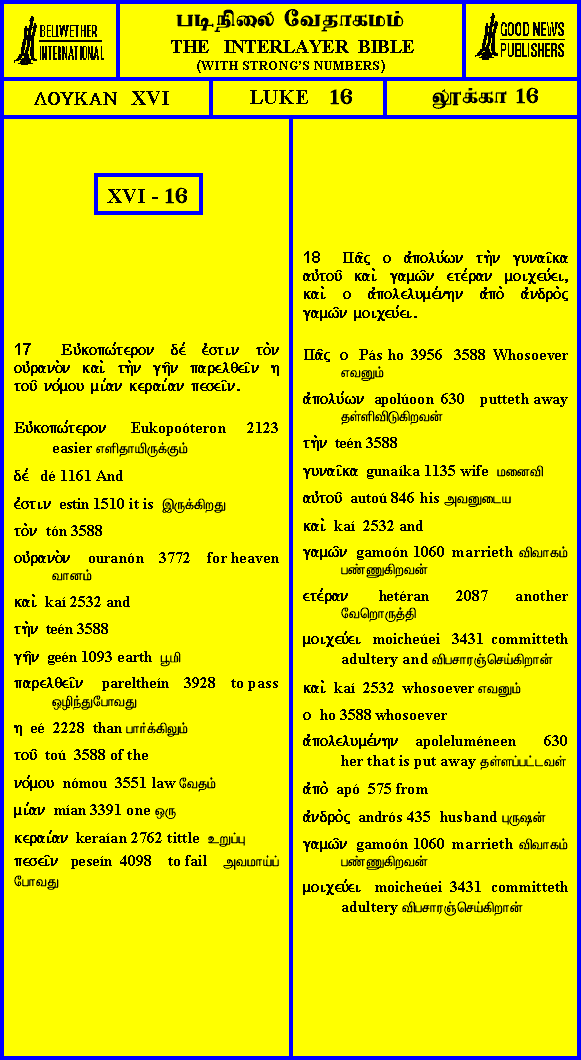 BELLWETHER
INTERNATIONAL
படிநிலை வேதாகமம்
THE INTERLAYER BIBLE
(WITH STRONG'S NUMBERS)
GOOD NEWS
PUBLISHERS
ΛΟΥΚΑΝ XVI
LUKE 16
லூக்கா 16
XVI - 16
17 Εὐκοπώτερον δέ ἐστιν τὸν
οὐρανὸν καὶ τὴν γῆν παρελθεῖν η
τοῦ νόμου μίαν κεραίαν πεσεῖν.
Εὐκοπώτερον Eukopoóteron 2123
easier எளிதாயிருக்கும்
δέ dé 1161 And
ἐστιν estin 1510 it is இருக்கிறது
τὸν tón 3588
οὐρανὸν ouranón 3772 for heaven
வானம்
καὶ kaí 2532 and
τὴν teén 3588
γῆν geén 1093 earth பூமி
παρελθεῖν pareltheín 3928 to pass
ஒழிந்துபோவது
η eé 2228 than பார்க்கிலும்
τοῦ toú 3588 of the
νόμου nómou 3551 law வேதம்
μίαν mían 3391 one ஒரு
κεραίαν keraían 2762 tittle உறுப்பு
πεσεῖν peseín 4098 to fail அவமாய்ப்
போவது
18 Πᾶς ο ἀπολύων τὴν γυναῖκα
αὐτοῦ καὶ γαμῶν ετέραν μοιχεύει,
καὶ ο ἀπολελυμένην ἀπὸ ἀνδρὸς
γαμῶν μοιχεύει.
Πᾶς ο Pás ho 3956 3588 Whosoever
எவனும்
ἀπολύων apolúoon 630 putteth away
தள்ளிவிடுகிறவன்
τὴν teén 3588
γυναῖκα gunaíka 1135 wife மனைவி
αὐτοῦ autoú 846 his அவனுடைய
καὶ kaí 2532 and
γαμῶν gamoón 1060 marrieth விவாகம்
பண்ணுகிறவன்
ετέραν hetéran 2087 another
வேறொருத்தி
μοιχεύει moicheúei 3431 committeth
adultery and விபசாரஞ்செய்கிறான்
καὶ kaí 2532 whosoever எவனும்
ο ho 3588 whosoever
ἀπολελυμένην apoleluméneen 630
her that is put away தள்ளப்பட்டவள்
ἀπὸ apó 575 from
ἀνδρὸς andrós 435 husband புருஷன்
γαμῶν gamoón 1060 marrieth விவாகம்
பண்ணுகிறவன்
μοιχεύει moicheúei 3431 committeth
adultery விபசாரஞ்செய்கிறான்